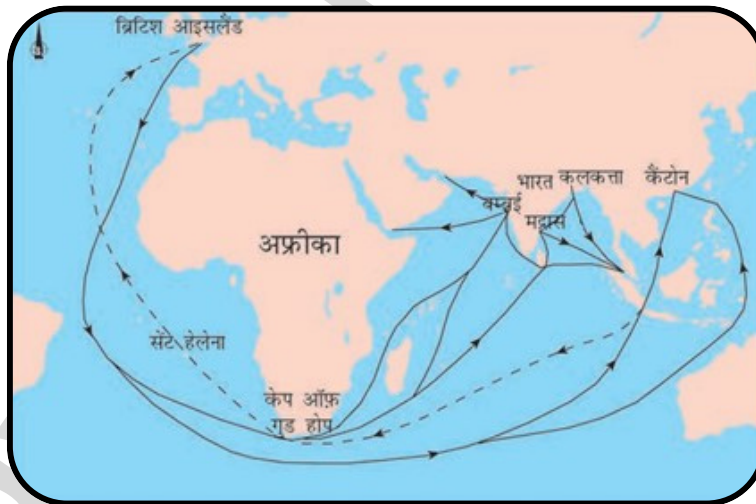 ब्रिटिश आइसलैंड
भारत कलकत्ता कैंटोन
बम्बई
मद्रास
अफ्रीका
सेंट हेलेना
केप ऑफ़
गुड होप